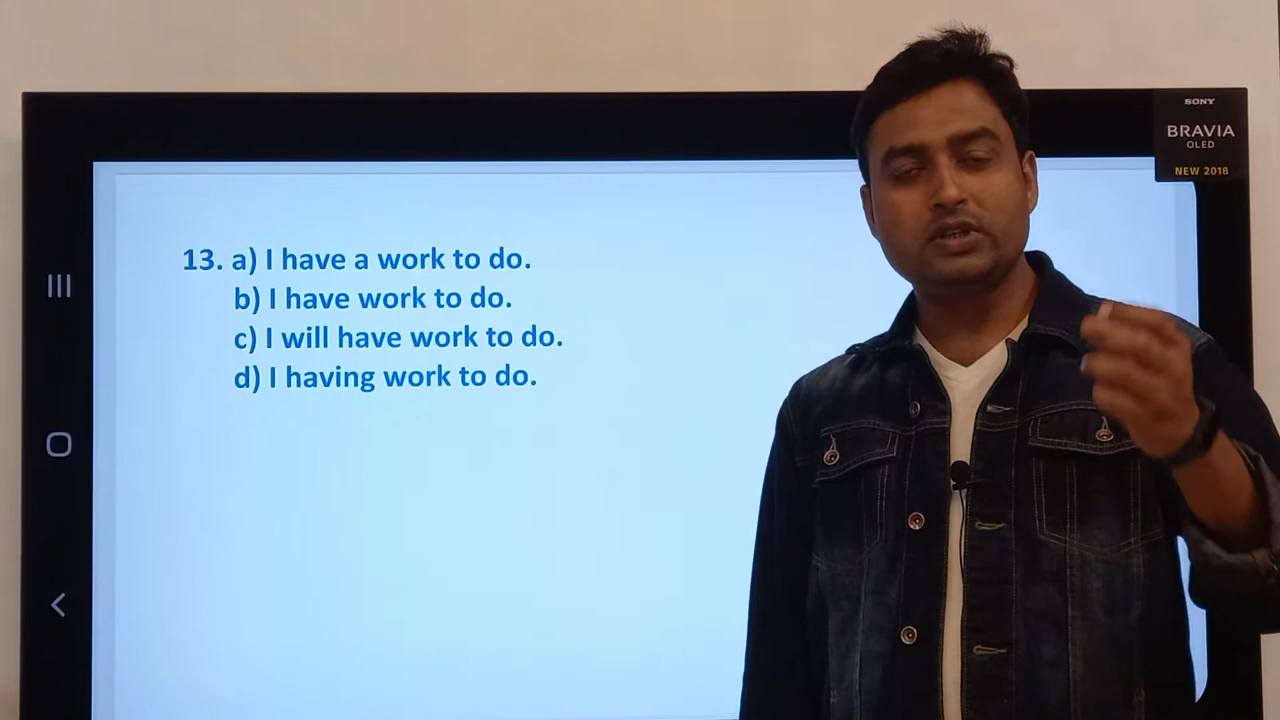 SONY
BRAVIA
OLED
NEW 2018
13. a) I have a work to do.
b) I have work to do.
c) I will have work to do.
d) I having work to do.